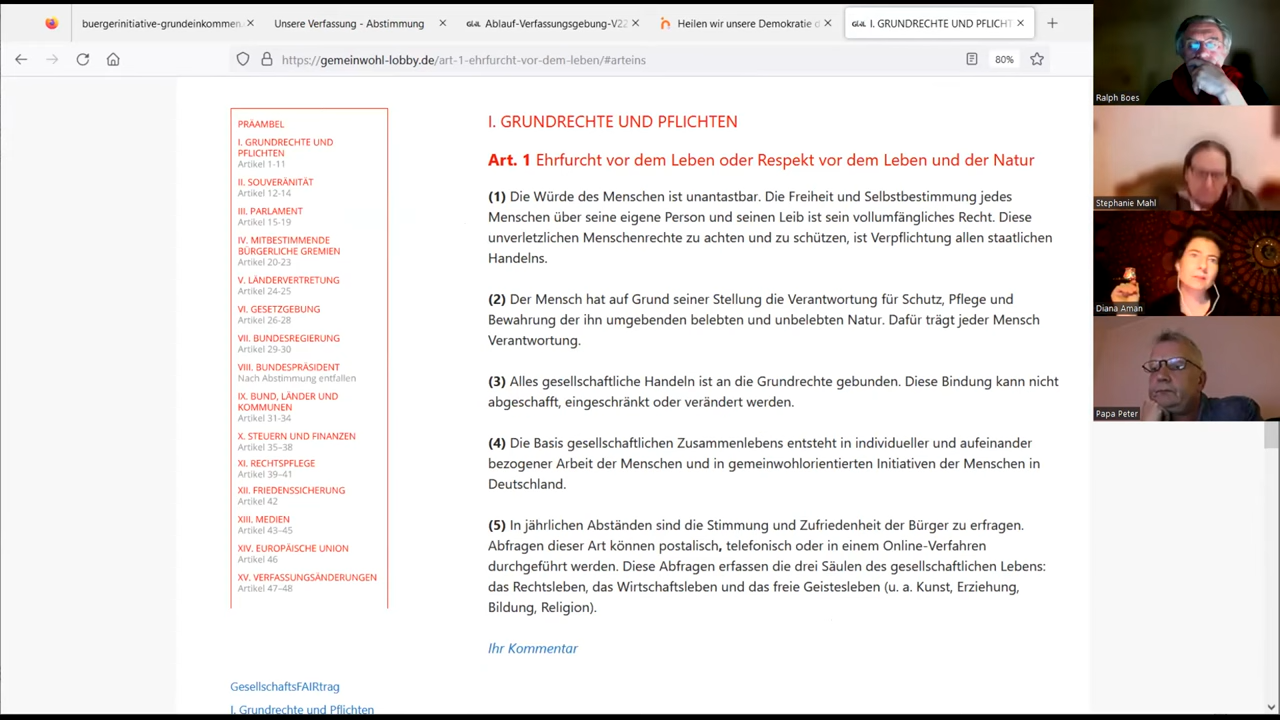 buergerinitiative-grundeinkommen.
Unsere Verfassung - Abstimmung
Ablauf-Verfassungsgebung-V22
Heilen wir unsere Demokratie
I. GRUNDRECHTE UND PFLICHT
https://gemeinwohl-lobby.de/art-1-ehrfurcht-vor-dem-leben/#arteins
80%
PRÄAMBEL
I. GRUNDRECHTE UND
PFLICHTEN
Artikel 1-11
II. SOUVERÄNITÄT
Artikel 12-14
III. PARLAMENT
Artikel 15-19
IV. MITBESTIMMENDE
BÜRGERLICHE GREMIEN
Artikel 20-23
V. LÄNDERVERTRETUNG
Artikel 24-25
VI. GESETZGEBUNG
Artikel 26-28
VII. BUNDESREGIERUNG
Artikel 29-30
VIII. BUNDESPRÄSIDENT
Nach Abstimmung entfallen
IX. BUND, LÄNDER UND
KOMMUNEN
Artikel 31-34
X. STEUERN UND FINANZEN
Artikel 35–38
XI. RECHTSPFLEGE
Artikel 39–41
XII. FRIEDENSSICHERUNG
Artikel 42
XIII. MEDIEN
Artikel 43–45
XIV. EUROPÄISCHE UNION
Artikel 46
XV. VERFASSUNGSÄNDERUNGEN
Artikel 47–48
GesellschaftsFAIRtrag
I. Grundrechte und Pflichten
I. GRUNDRECHTE UND PFLICHTEN
Art. 1 Ehrfurcht vor dem Leben oder Respekt vor dem Leben und der Natur
(1) Die Würde des Menschen ist unantastbar. Die Freiheit und Selbstbestimmung jedes
Menschen über seine eigene Person und seinen Leib ist sein vollumfängliches Recht. Diese
unverletzlichen Menschenrechte zu achten und zu schützen, ist Verpflichtung allen staatlichen
Handelns.
(2) Der Mensch hat auf Grund seiner Stellung die Verantwortung für Schutz, Pflege und
Bewahrung der ihn umgebenden belebten und unbelebten Natur. Dafür trägt jeder Mensch
Verantwortung.
(3) Alles gesellschaftliche Handeln ist an die Grundrechte gebunden. Diese Bindung kann nicht
abgeschafft, eingeschränkt oder verändert werden.
(4) Die Basis gesellschaftlichen Zusammenlebens entsteht in individueller und aufeinander
bezogener Arbeit der Menschen und in gemeinwohlorientierten Initiativen der Menschen in
Deutschland.
(5) In jährlichen Abständen sind die Stimmung und Zufriedenheit der Bürger zu erfragen.
Abfragen dieser Art können postalisch, telefonisch oder in einem Online-Verfahren
durchgeführt werden. Diese Abfragen erfassen die drei Säulen des gesellschaftlichen Lebens:
das Rechtsleben, das Wirtschaftsleben und das freie Geistesleben (u. a. Kunst, Erziehung,
Bildung, Religion).
Ihr Kommentar
Ralph Boes
Stephanie Mahl
Diana Aman
Papa Peter